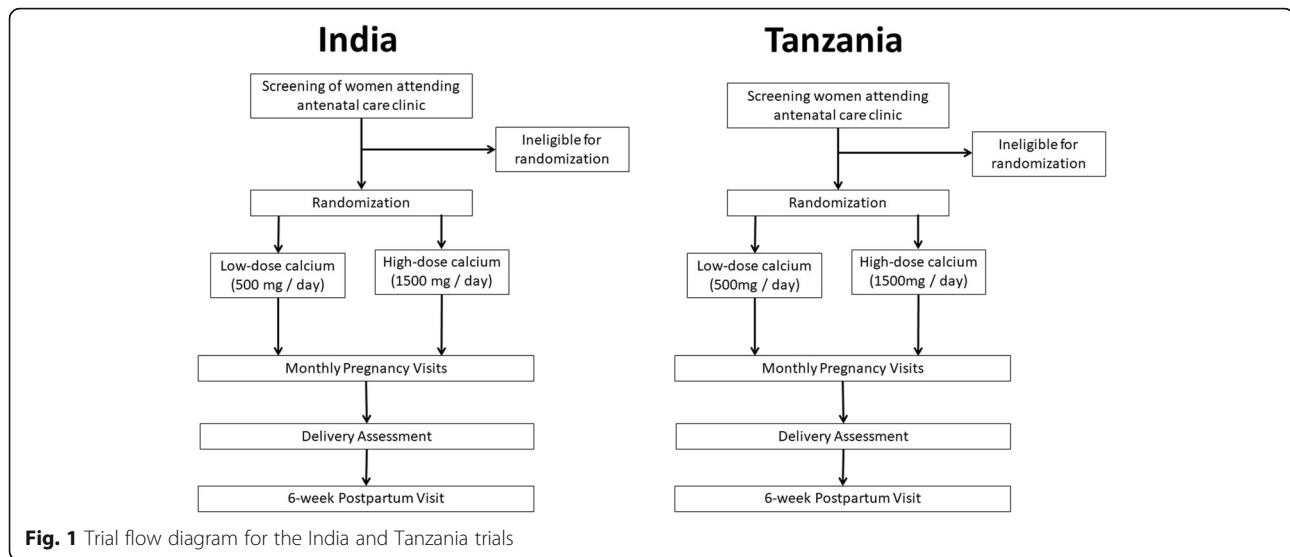 India
Screening of women attending
antenatal care clinic
Ineligible for
randomization
Randomization
Low-dose calcium
(500 mg / day)
High-dose calcium
(1500 mg / day)
Monthly Pregnancy Visits
Delivery Assessment
6-week Postpartum Visit
Tanzania
Screening women attending
antenatal care clinic
Ineligible for
randomization
Randomization
Low-dose calcium
(500mg / day)
High-dose calcium
(1500mg / day)
Monthly Pregnancy Visits
Delivery Assessment
6-week Postpartum Visit
Fig. 1 Trial flow diagram for the India and Tanzania trials